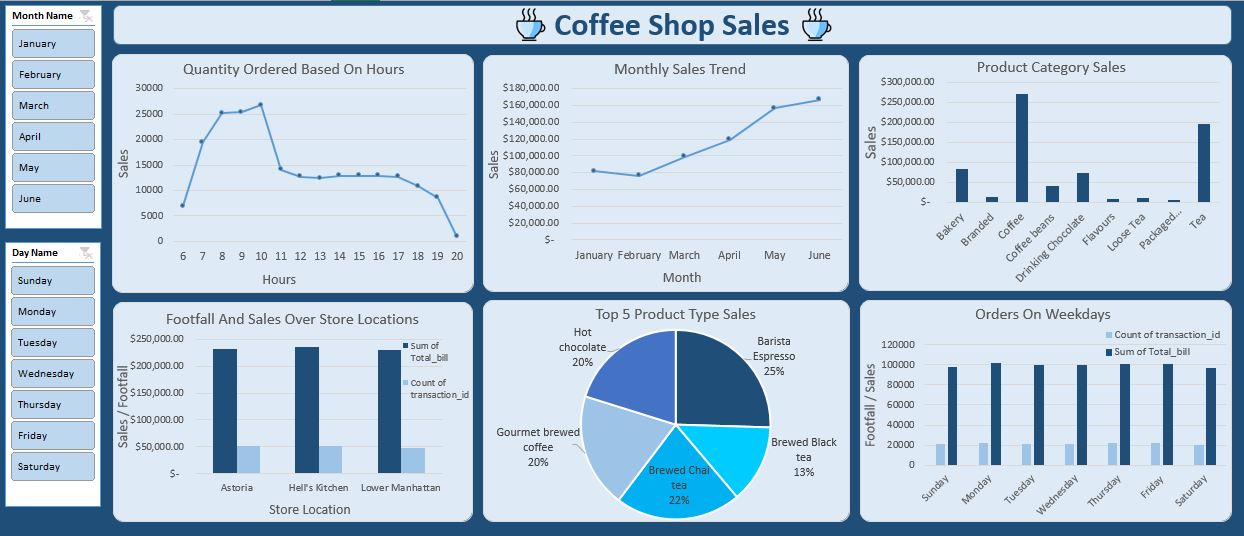 Month Name
January
February
March
April
May
June
Day Name
Sunday
Monday
Tuesday
Wednesday
Thursday
Friday
Saturday
Coffee Shop Sales
Quantity Ordered Based On Hours
Sales
30000
25000
20000
15000
10000
5000
0
6 7 8 9 10 11 12 13 14 15 16 17 18 19 20
Hours
Monthly Sales Trend
Sales
$180,000.00
$160,000.00
$140,000.00
$120,000.00
$100,000.00
$80,000.00
$60,000.00
$40,000.00
$20,000.00
$-
January February March April May June
Month
Product Category Sales
Sales
$300,000.00
$250,000.00
$200,000.00
$150,000.00
$100,000.00
$50,000.00
$-
Bakery
Branded
Coffee
Coffee beans
Drinking Chocolate
Flavours
Loose Tea
Packaged...
Tea
Footfall And Sales Over Store Locations
Sales / Footfall
$250,000.00
$200,000.00
$150,000.00
$100,000.00
$50,000.00
$-
Sum of
Total_bill
Count of
transaction_id
Astoria Hell's Kitchen Lower Manhattan
Store Location
Top 5 Product Type Sales
Hot
chocolate
20%
Barista
Espresso
25%
Gourmet brewed
coffee
20%
Brewed Black
tea
13%
Brewed Chai
tea
22%
Orders On Weekdays
Count of transaction_id
Sum of Total_bill
Footfall / Sales
120000
100000
80000
60000
40000
20000
0
Sunday
Monday
Tuesday
Wednesday
Thursday
Friday
Saturday